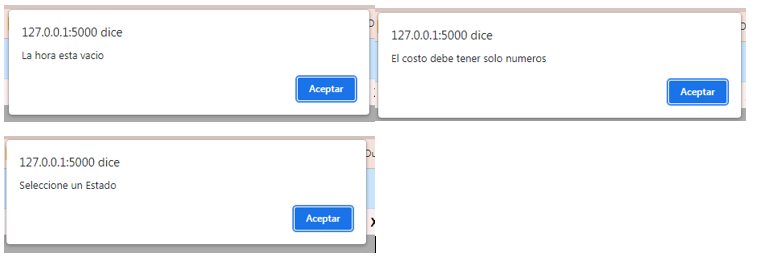 127.0.0.1:5000 dice
La hora esta vacio
Aceptar
127.0.0.1:5000 dice
El costo debe tener solo numeros
Aceptar
127.0.0.1:5000 dice
Seleccione un Estado
Aceptar